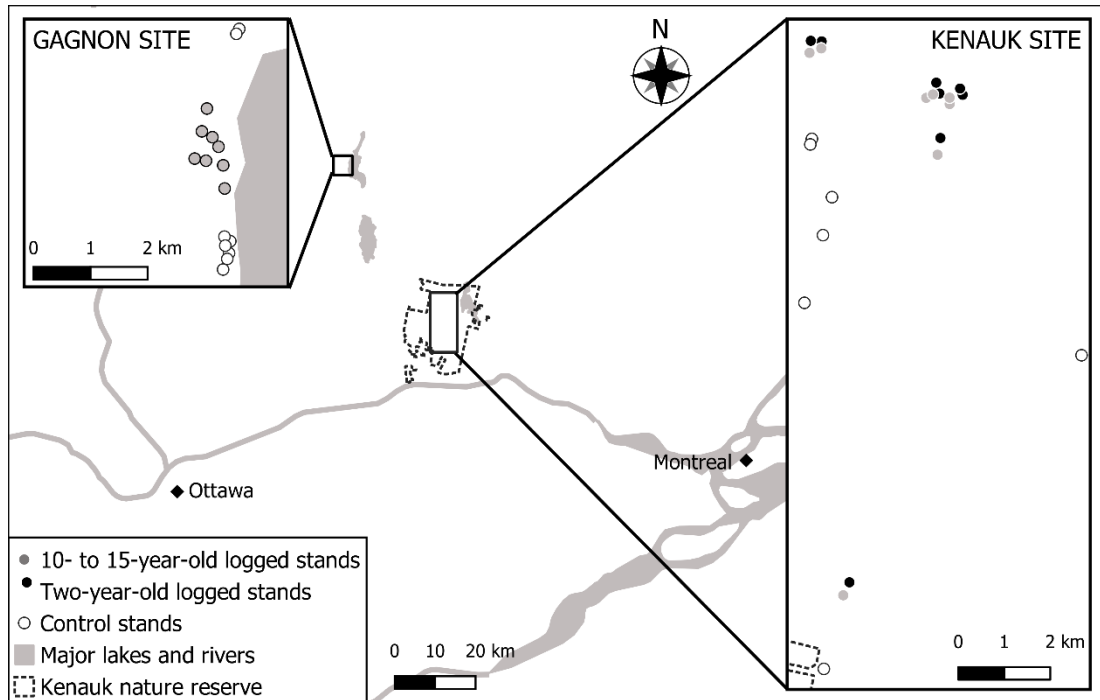 GAGNON SITE
0 1 2 km
N
KENAUK SITE
Montreal
Ottawa
10- to 15-year-old logged stands
Two-year-old logged stands
Control stands
Major lakes and rivers
Kenauk nature reserve
0 10 20 km
0 1 2 km